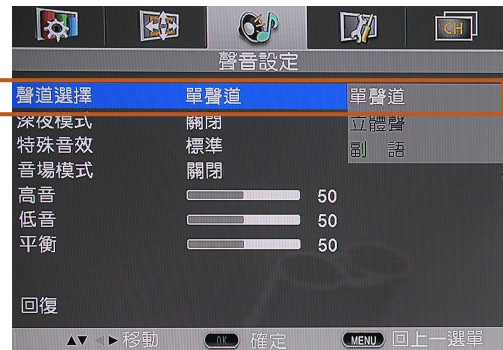 CH
聲音設定
聲道選擇 單聲道 單聲道
深夜模式 關閉 立體聲
特殊音效 標準 副 語
音場模式 關閉
高音 50
低音 50
平衡 50
回復
▲▼ ◄► 移動 OK 確定 MENU 回上一選單